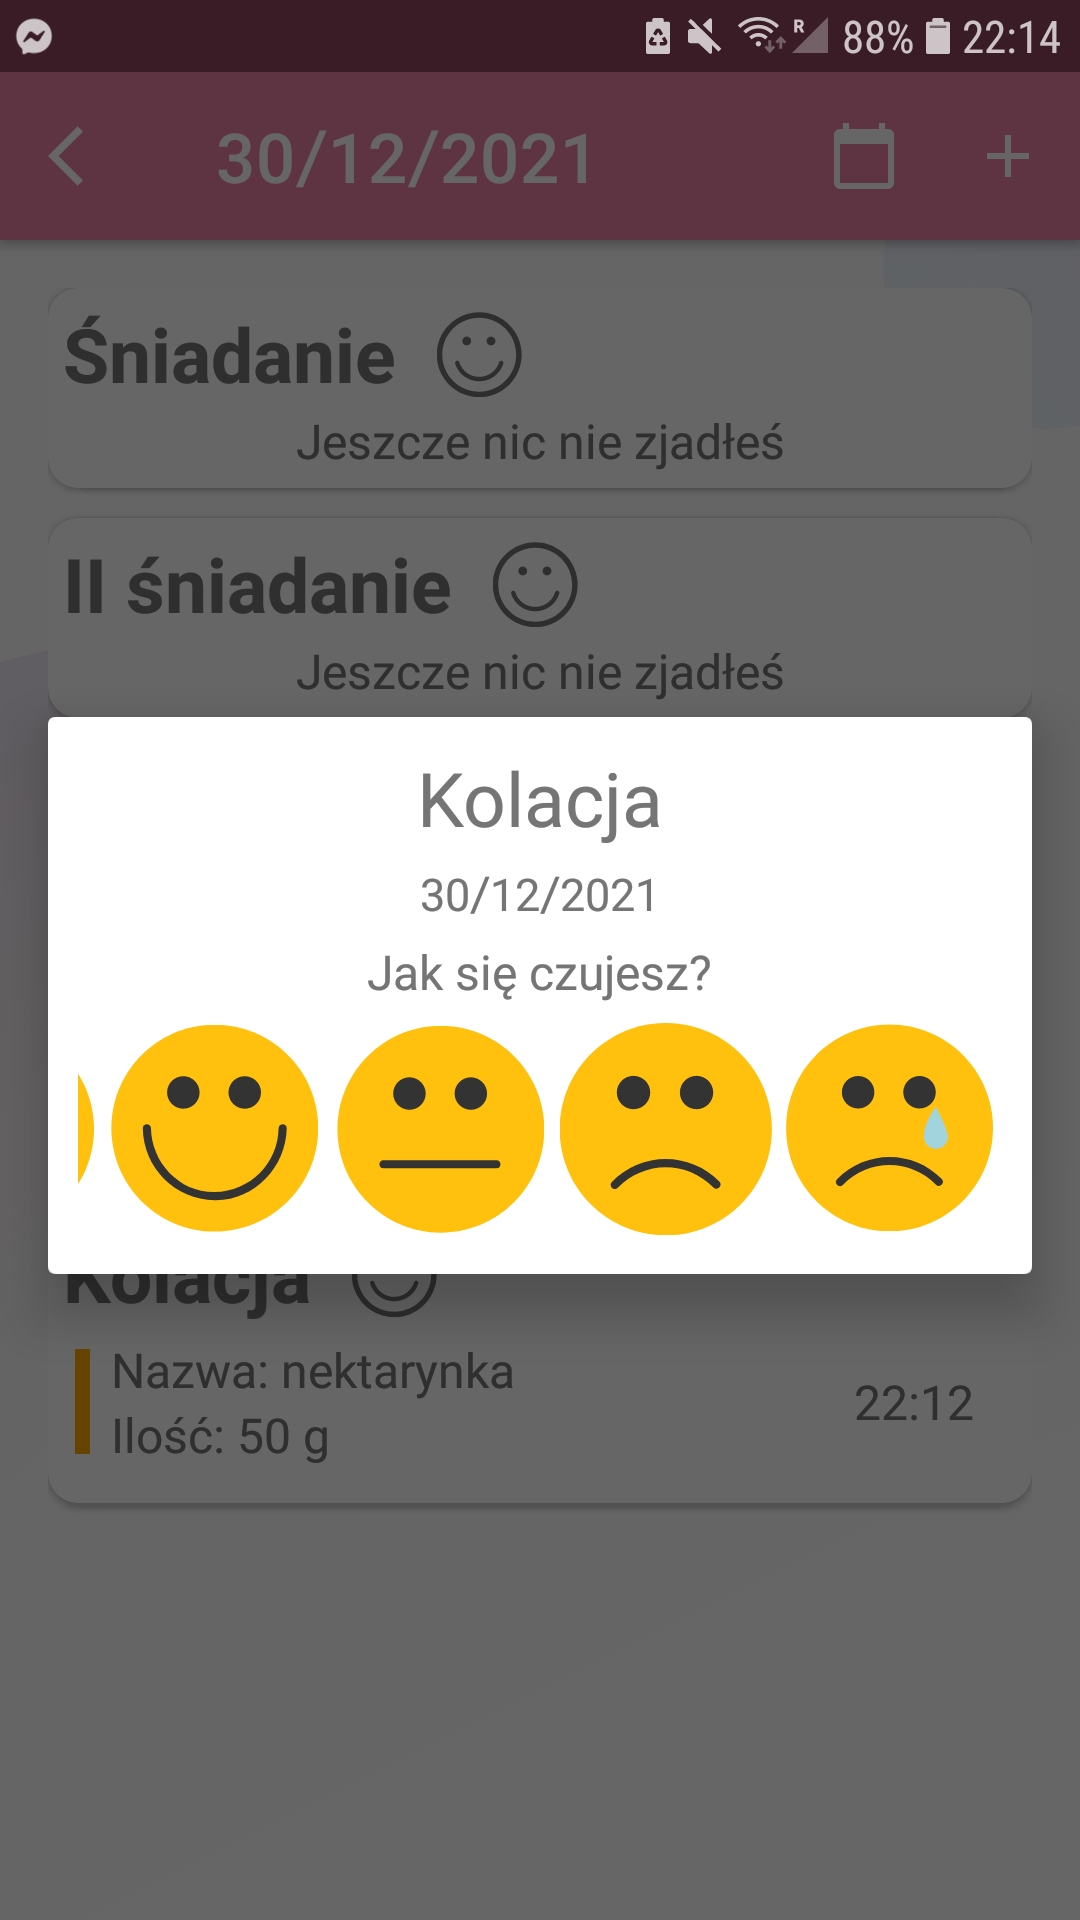 R 88% 22:14
30/12/2021
Śniadanie
Jeszcze nic nie zjadłeś
II śniadanie
Jeszcze nic nie zjadłeś
Kolacja
30/12/2021
Jak się czujesz?
Kolacja
Nazwa: nektarynka
Ilość: 50 g
22:12